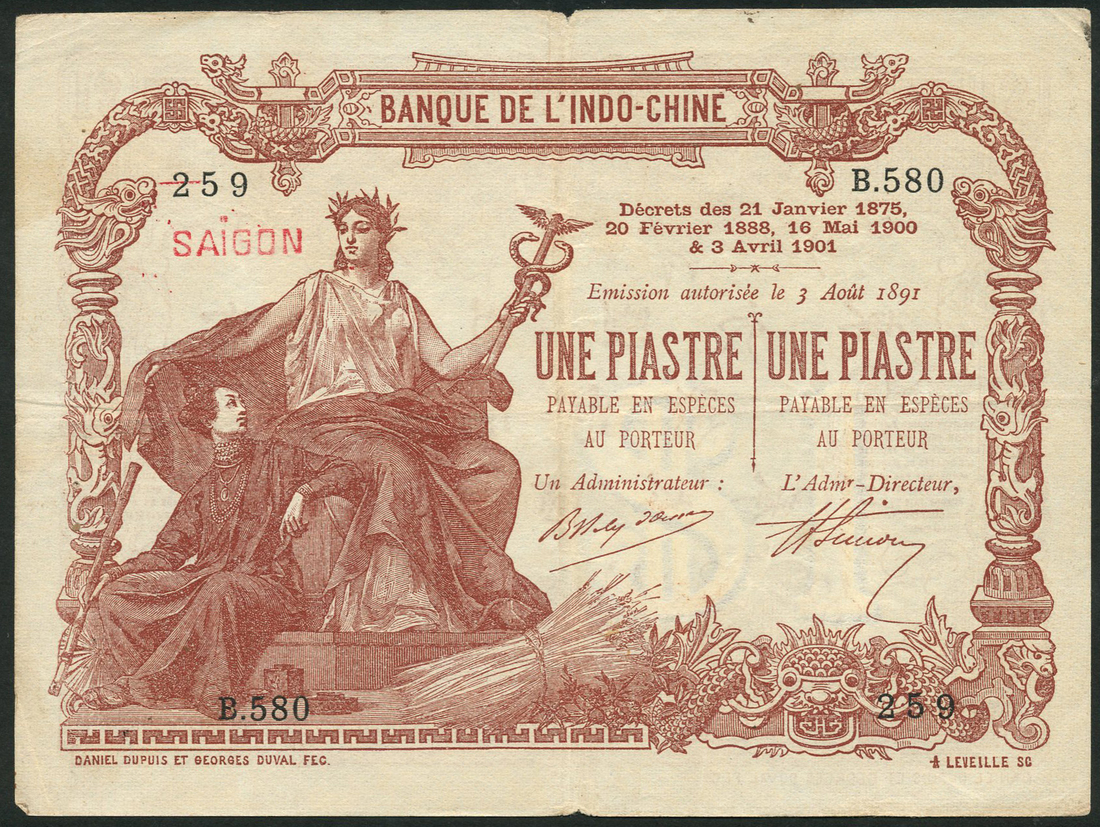 BANQUE DE L'INDO-CHINE
259
B.580
SAIGON
Décrets des 21 Janvier 1875,
20 Février 1888, 16 Mai 1900
& 3 Avril 1901
Emission autorisée le 3 Août 1891
UNE PIASTRE
PAYABLE EN ESPÈCES
AU PORTEUR
Un Administrateur :
UNE PIASTRE
PAYABLE EN ESPÈCES
AU PORTEUR
L'Admr-Directeur,
B.580
259
DANIEL DUPUIS ET GEORGES DUVAL FEC.
A LEVEILLE SC